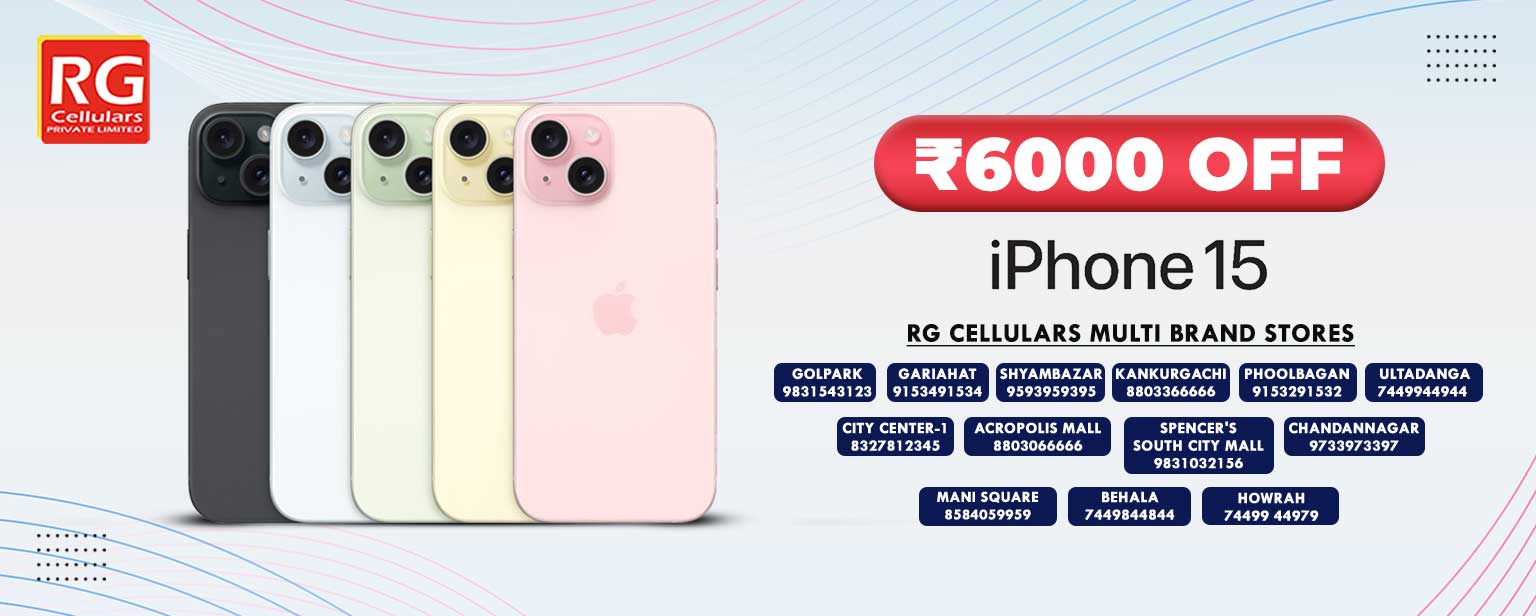 RG
Cellulars
PRIVATE LIMITED
₹6000 OFF
iPhone 15
RG CELLULARS MULTI BRAND STORES
GOLPARK
9831543123
GARIAHAT
9153491534
SHYAMBAZAR
9593959395
KANKURGACHI
8803366666
PHOOLBAGAN
9153291532
ULTADANGA
7449944944
CITY CENTER-1
8327812345
ACROPOLIS MALL
8803066666
SPENCER'S
SOUTH CITY MALL
9831032156
CHANDANNAGAR
9733973397
MANI SQUARE
8584059959
BEHALA
7449844844
HOWRAH
74499 44979